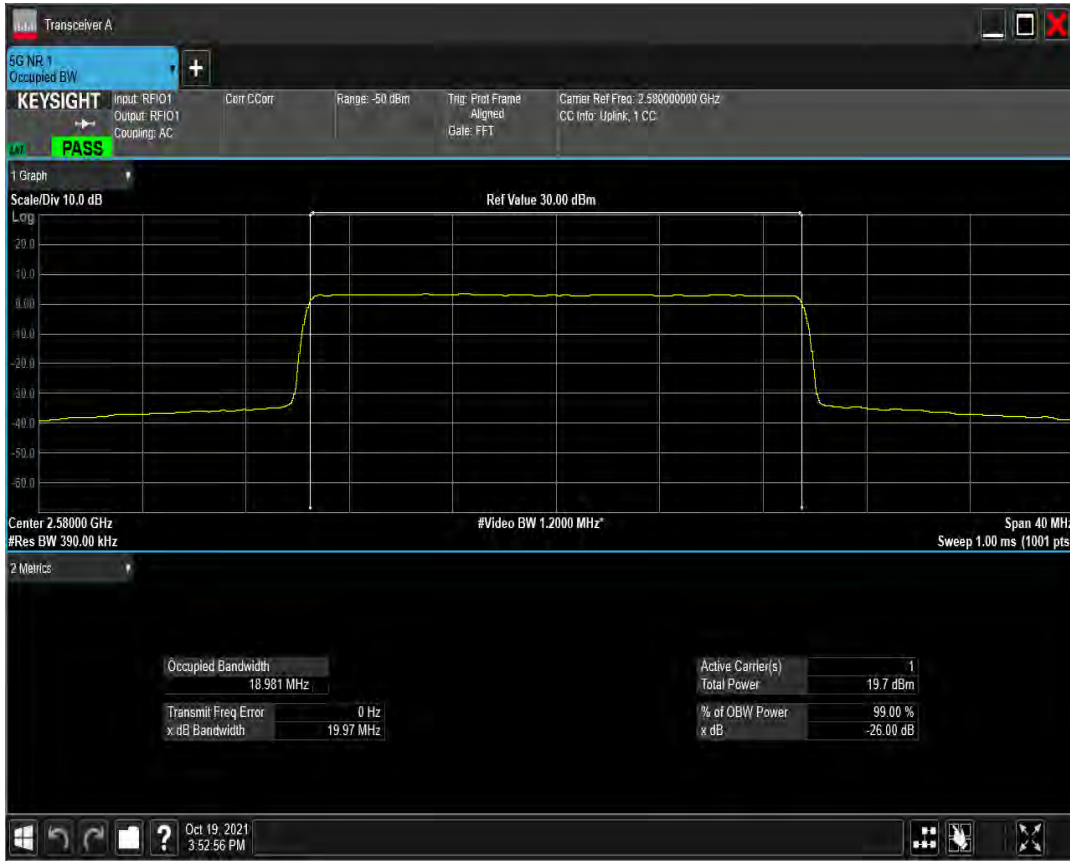 Transceiver A
5G NR 1
Occupied BW
+
KEYSIGHT
Input: RFIO1
Output: RFIO1
Coupling: AC
Corr CCorr
Range: -50 dBm
Trig: Prot Frame
Aligned
Gate: FFT
Carrier Ref Freq: 2.580000000 GHz
CC Info: Uplink, 1 CC
PASS
1 Graph
Scale/Div 10.0 dB
Ref Value 30.00 dBm
Log
20.0
10.0
0.00
-10.0
-20.0
-30.0
-40.0
-50.0
-60.0
Center 2.58000 GHz
#Video BW 1.2000 MHz*
Span 40 MHz
#Res BW 390.00 kHz
Sweep 1.00 ms (1001 pts
2 Metrics
Occupied Bandwidth
18.981 MHz
Transmit Freq Error 0 Hz
x dB Bandwidth 19.97 MHz
Active Carrier(s) 1
Total Power 19.7 dBm
% of OBW Power 99.00 %
x dB -26.00 dB
?
Oct 19, 2021
3:52:56 PM